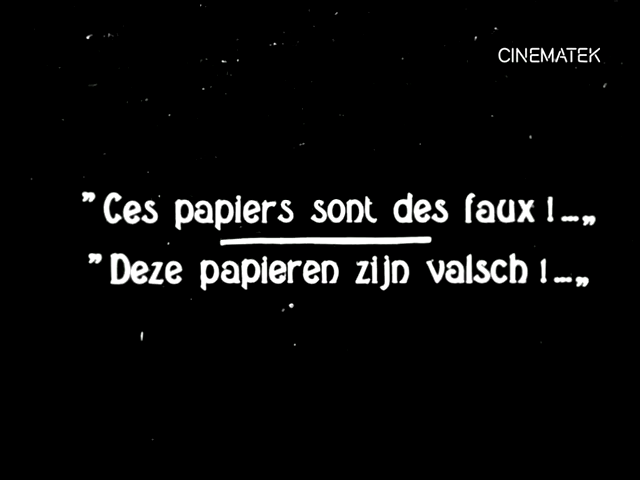 CINEMATEK
”Ces papiers sont des faux !...„
”Deze papieren zijn valsch !...„